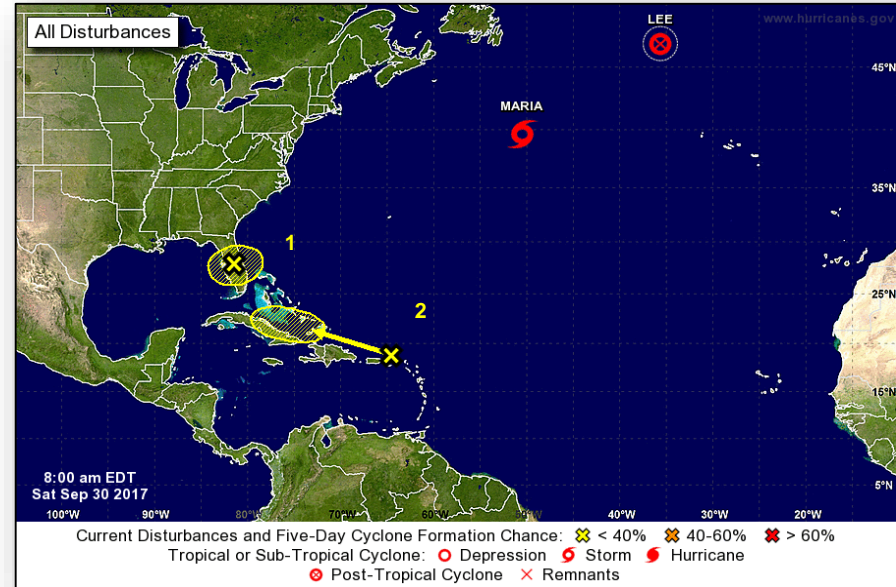 All Disturbances
www.hurricanes.gov
LEE
45°N
MARIA
35°N
1
25°N
2
15°N
8:00 am EDT
Sat Sep 30 2017
5°N
100°W 90°W 80°W 70°W 60°W 50°W 40°W 30°W 20°W
Current Disturbances and Five-Day Cyclone Formation Chance: < 40% 40-60% > 60%
Tropical or Sub-Tropical Cyclone: Depression Storm Hurricane
Post-Tropical Cyclone Remnants